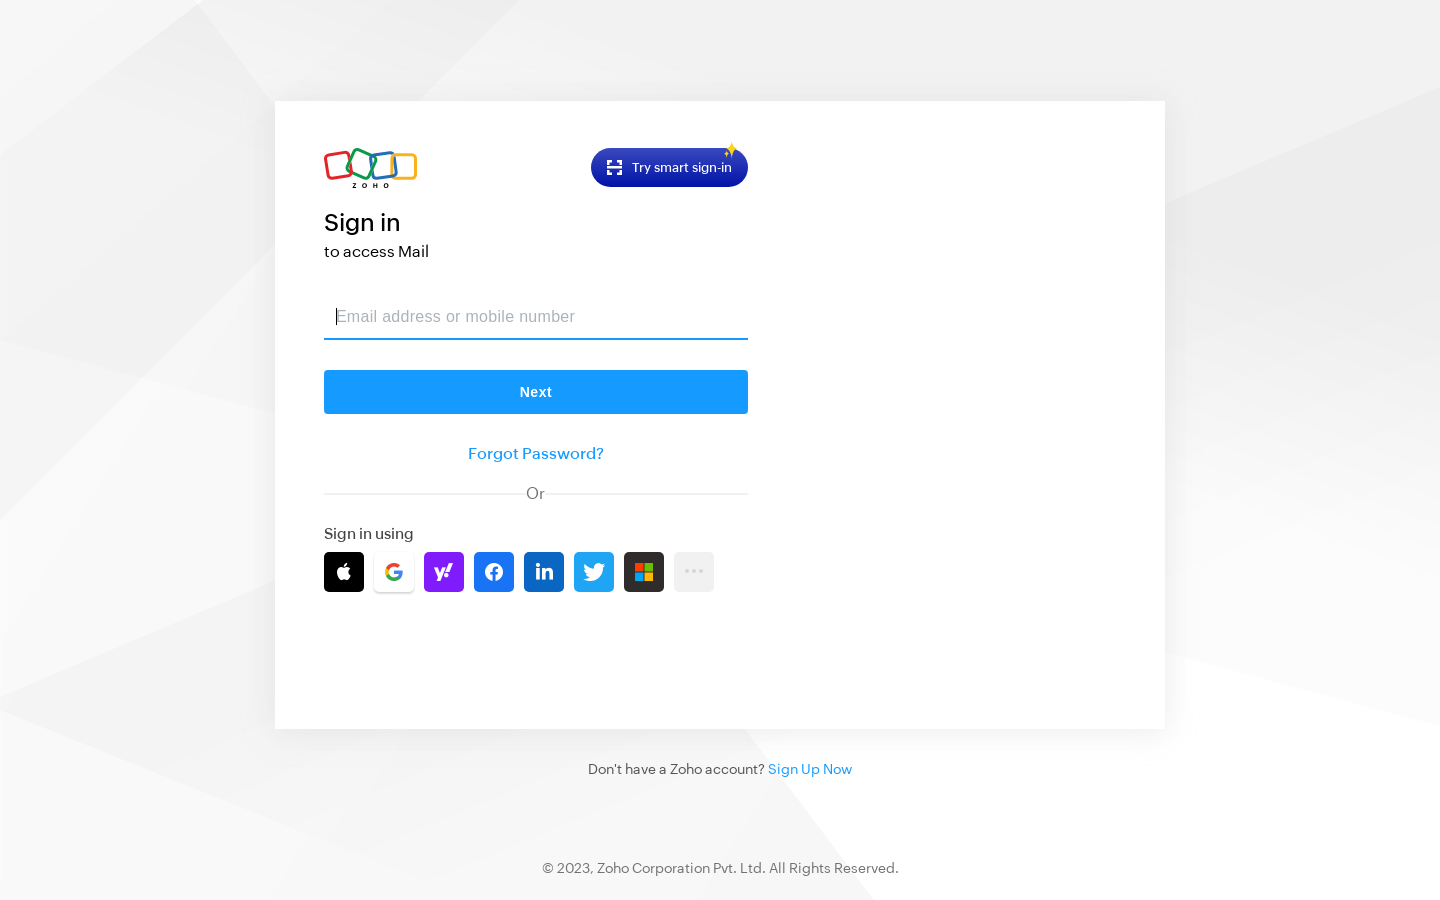 ZOHO
Try smart sign-in
Sign in
to access Mail
Email address or mobile number
Next
Forgot Password?
Or
Sign in using
Don't have a Zoho account? Sign Up Now
© 2023, Zoho Corporation Pvt. Ltd. All Rights Reserved.